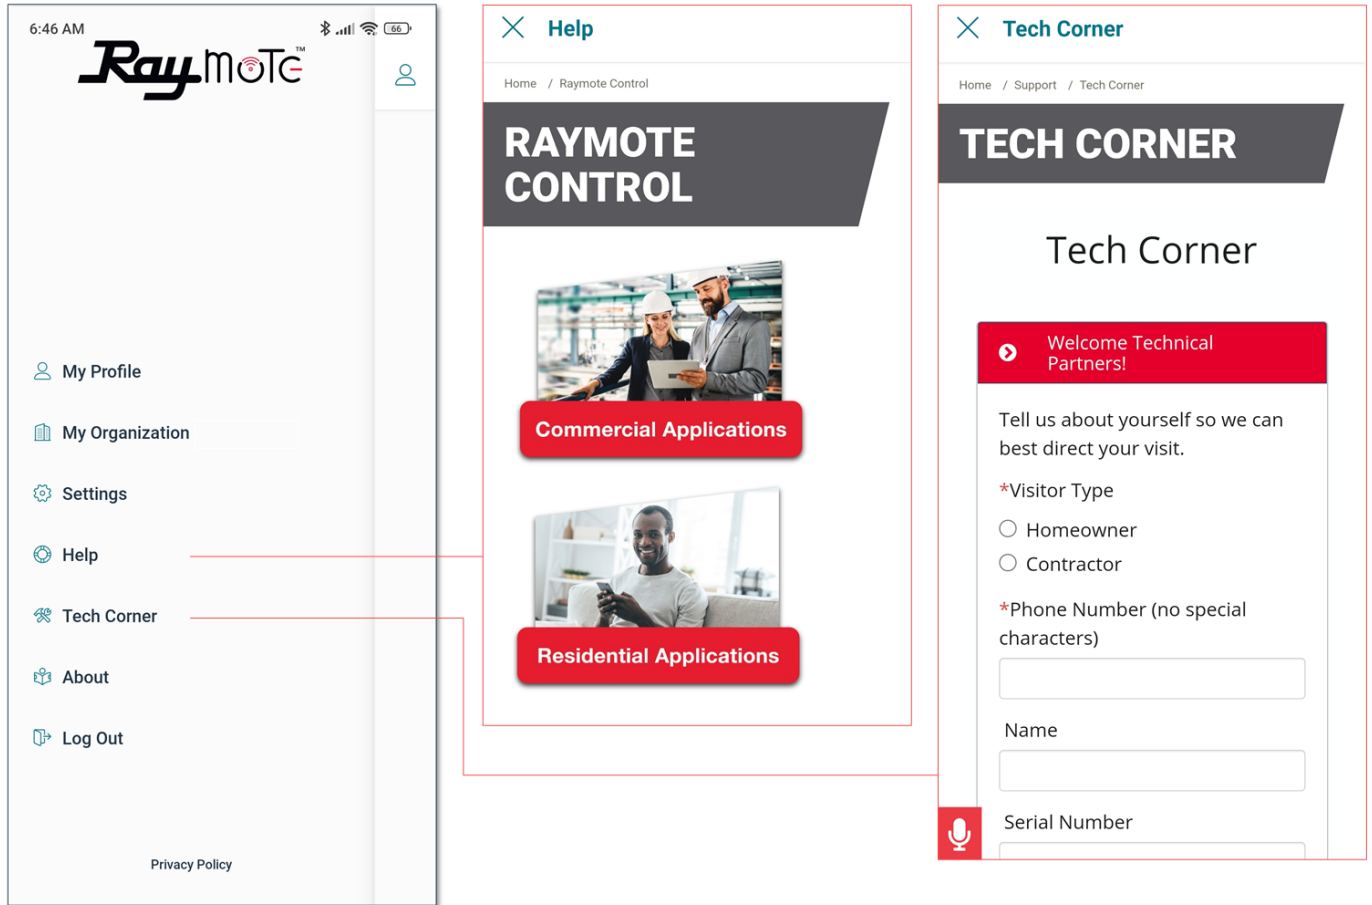 6:46 AM
66
Raymote™
My Profile
My Organization
Settings
Help
Tech Corner
About
Log Out
Privacy Policy
Help
Home / Raymote Control
RAYMOTE
CONTROL
Commercial Applications
Residential Applications
Tech Corner
Home / Support / Tech Corner
TECH CORNER
Tech Corner
Welcome Technical
Partners!
Tell us about yourself so we can
best direct your visit.
*Visitor Type
Homeowner
Contractor
*Phone Number (no special
characters)
Name
Serial Number